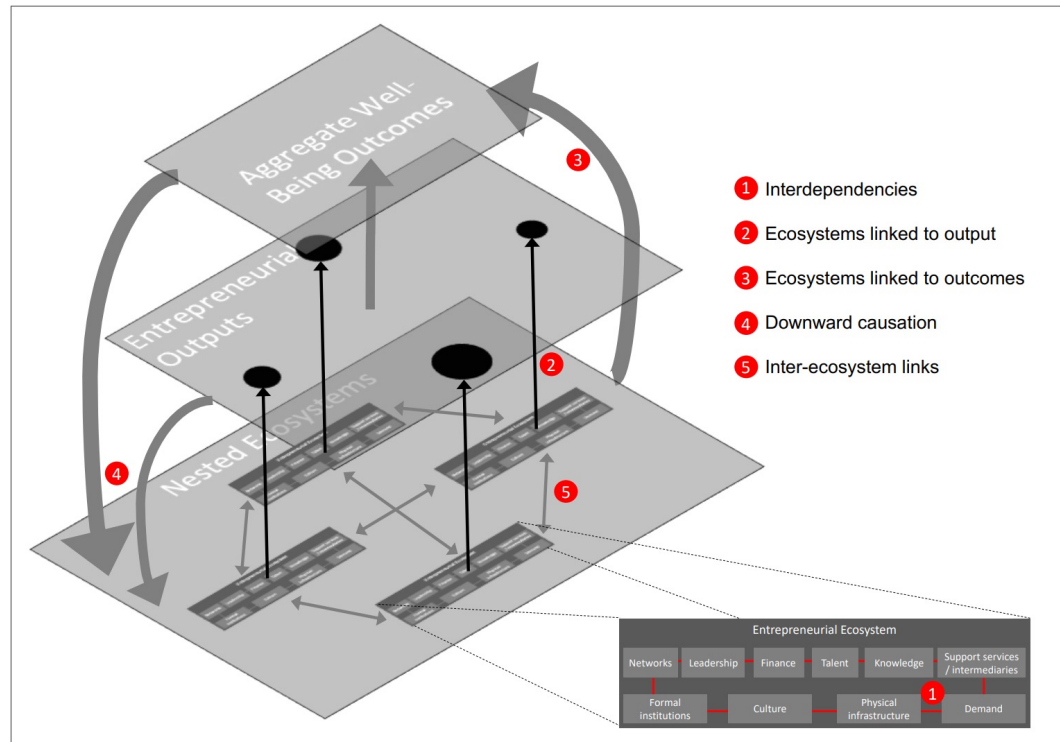 Aggregate Well-
Being Outcomes
Entrepreneurial
Outputs
Nested Ecosystems
3
2
4
5
1 Interdependencies
2 Ecosystems linked to output
3 Ecosystems linked to outcomes
4 Downward causation
5 Inter-ecosystem links
Entrepreneurial Ecosystem
Networks
Leadership
Finance
Talent
Knowledge
Support services
/ intermediaries
Formal
institutions
Culture
Physical
infrastructure
1
Demand